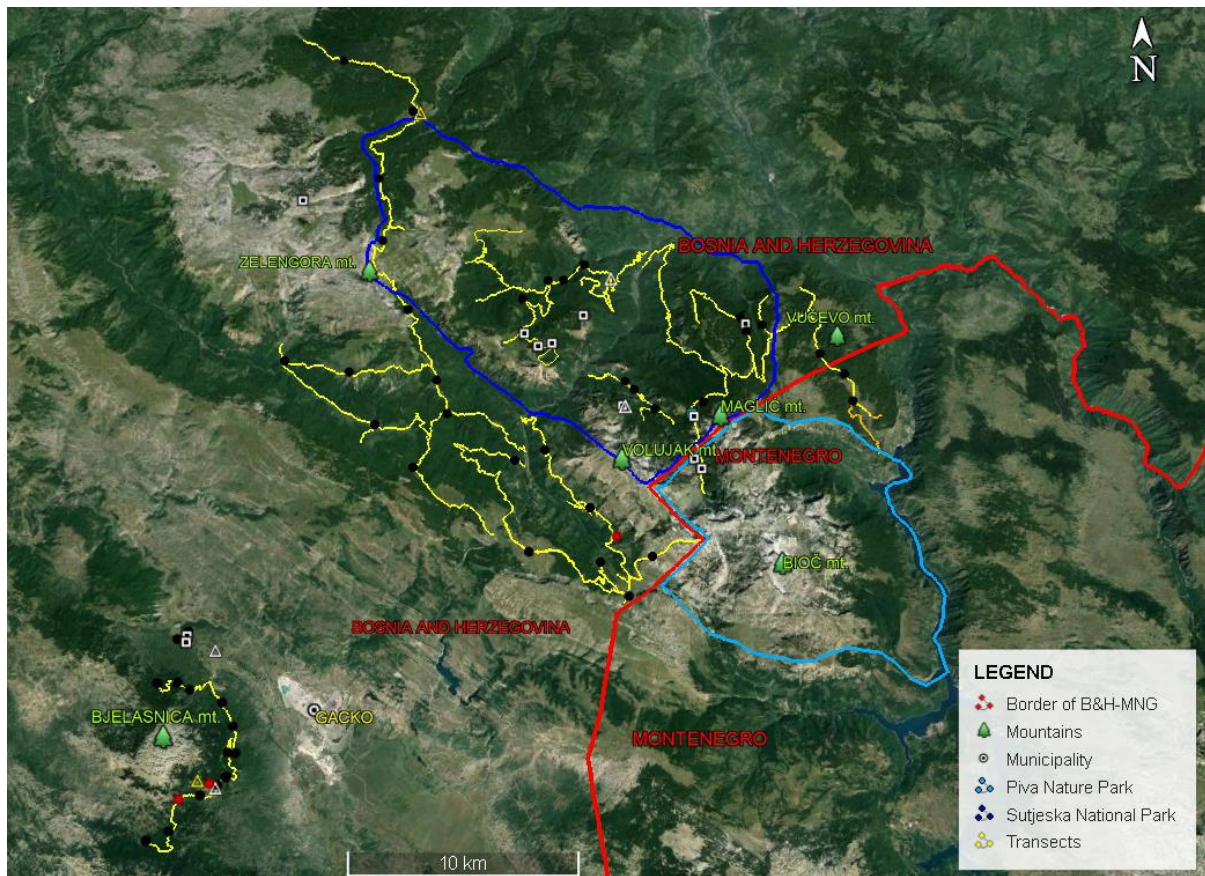 N
BOSNIA AND HERZEGOVINA
ZELENGORA mt.
VUČEVO mt.
MAGLIĆ mt.
VOLUJAK mt.
MONTENEGRO
BIOČ mt.
BOSNIA AND HERZEGOVINA
BJELASNICA mt.
GACKO
MONTENEGRO
10 km
LEGEND
Border of B&H-MNG
Mountains
Municipality
Piva Nature Park
Sutjeska National Park
Transects